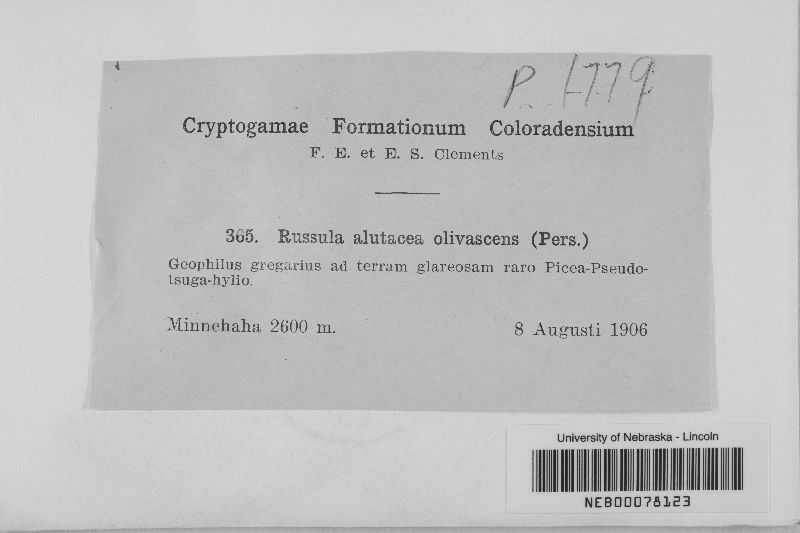 P. 1779
Cryptogamae Formationum Coloradensium
F. E. et E. S. Clements
365. Russula alutacea olivascens (Pers.)
Geophilus gregarius ad terram glareosam raro Picea-Pseudo-
tsuga-hylio.
Minnehaha 2600 m. 8 Augusti 1906
University of Nebraska - Lincoln
NEB00078123